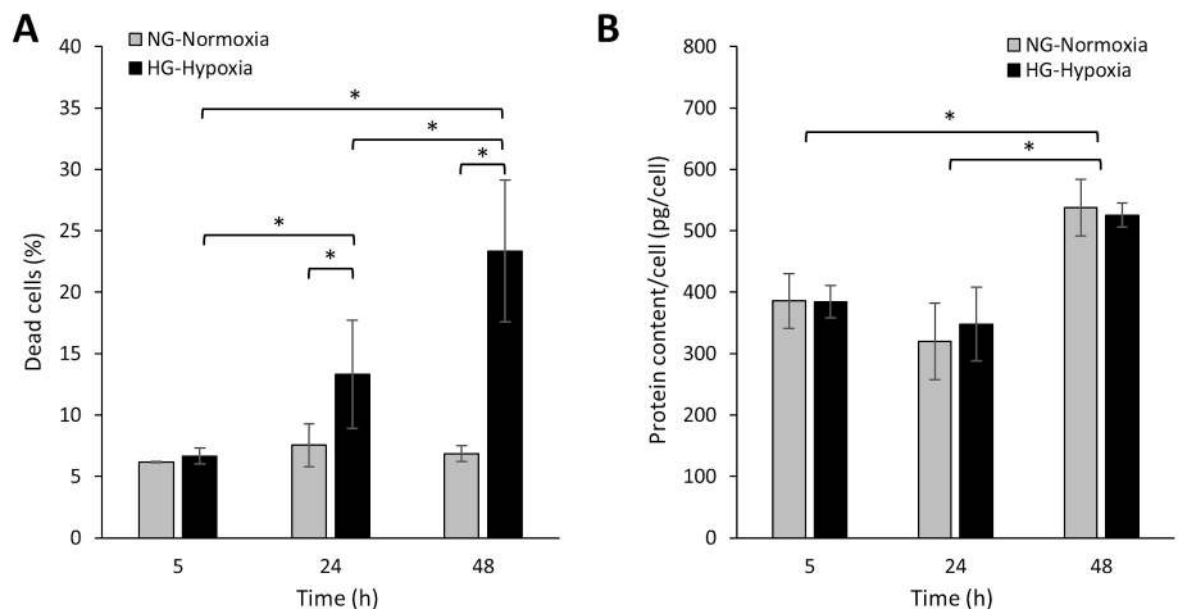 A
NG-Normoxia
HG-Hypoxia
Dead cells (%)
40
35
30
25
20
15
10
5
0
*
*
*
*
*
5 24 48
Time (h)
B
NG-Normoxia
HG-Hypoxia
Protein content/cell (pg/cell)
800
700
600
500
400
300
200
100
0
*
*
5 24 48
Time (h)